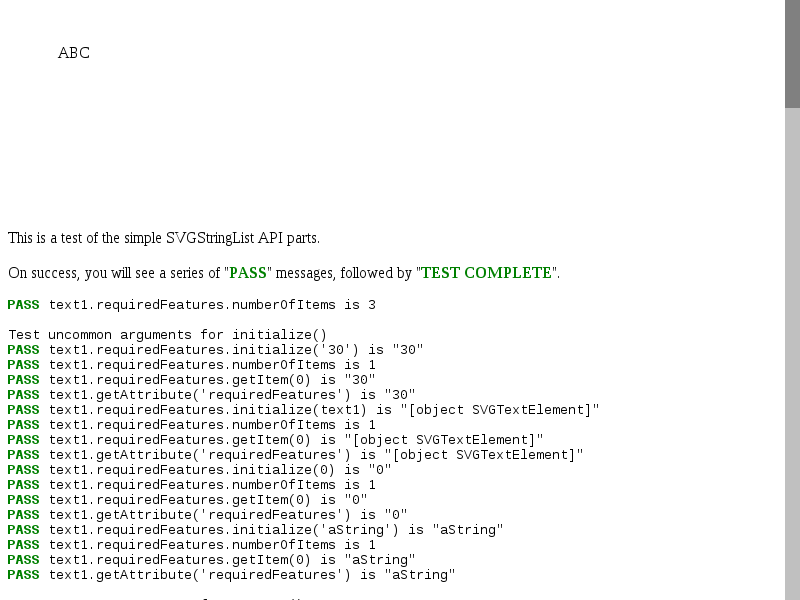 ABC
This is a test of the simple SVGStringList API parts.
On success, you will see a series of "PASS" messages, followed by "TEST COMPLETE".
PASS text1.requiredFeatures.numberOfItems is 3
Test uncommon arguments for initialize()
PASS text1.requiredFeatures.initialize('30') is "30"
PASS text1.requiredFeatures.numberOfItems is 1
PASS text1.requiredFeatures.getItem(0) is "30"
PASS text1.getAttribute('requiredFeatures') is "30"
PASS text1.requiredFeatures.initialize(text1) is "[object SVGTextElement]"
PASS text1.requiredFeatures.numberOfItems is 1
PASS text1.requiredFeatures.getItem(0) is "[object SVGTextElement]"
PASS text1.getAttribute('requiredFeatures') is "[object SVGTextElement]"
PASS text1.requiredFeatures.initialize(0) is "0"
PASS text1.requiredFeatures.numberOfItems is 1
PASS text1.requiredFeatures.getItem(0) is "0"
PASS text1.getAttribute('requiredFeatures') is "0"
PASS text1.requiredFeatures.initialize('aString') is "aString"
PASS text1.requiredFeatures.numberOfItems is 1
PASS text1.requiredFeatures.getItem(0) is "aString"
PASS text1.getAttribute('requiredFeatures') is "aString"